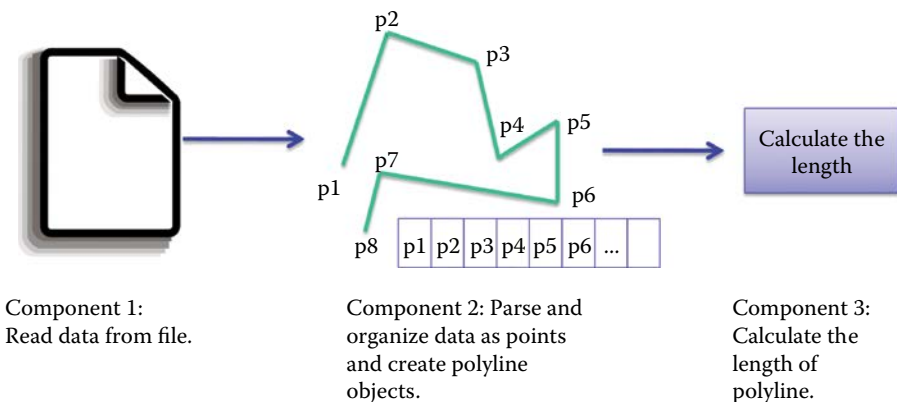 p2
p3
p4
p5
p7
p1
p6
p8
p1 p2 p3 p4 p5 p6 ...
Calculate the
length
Component 1:
Read data from file.
Component 2: Parse and
organize data as points
and create polyline
objects.
Component 3:
Calculate the
length of
polyline.